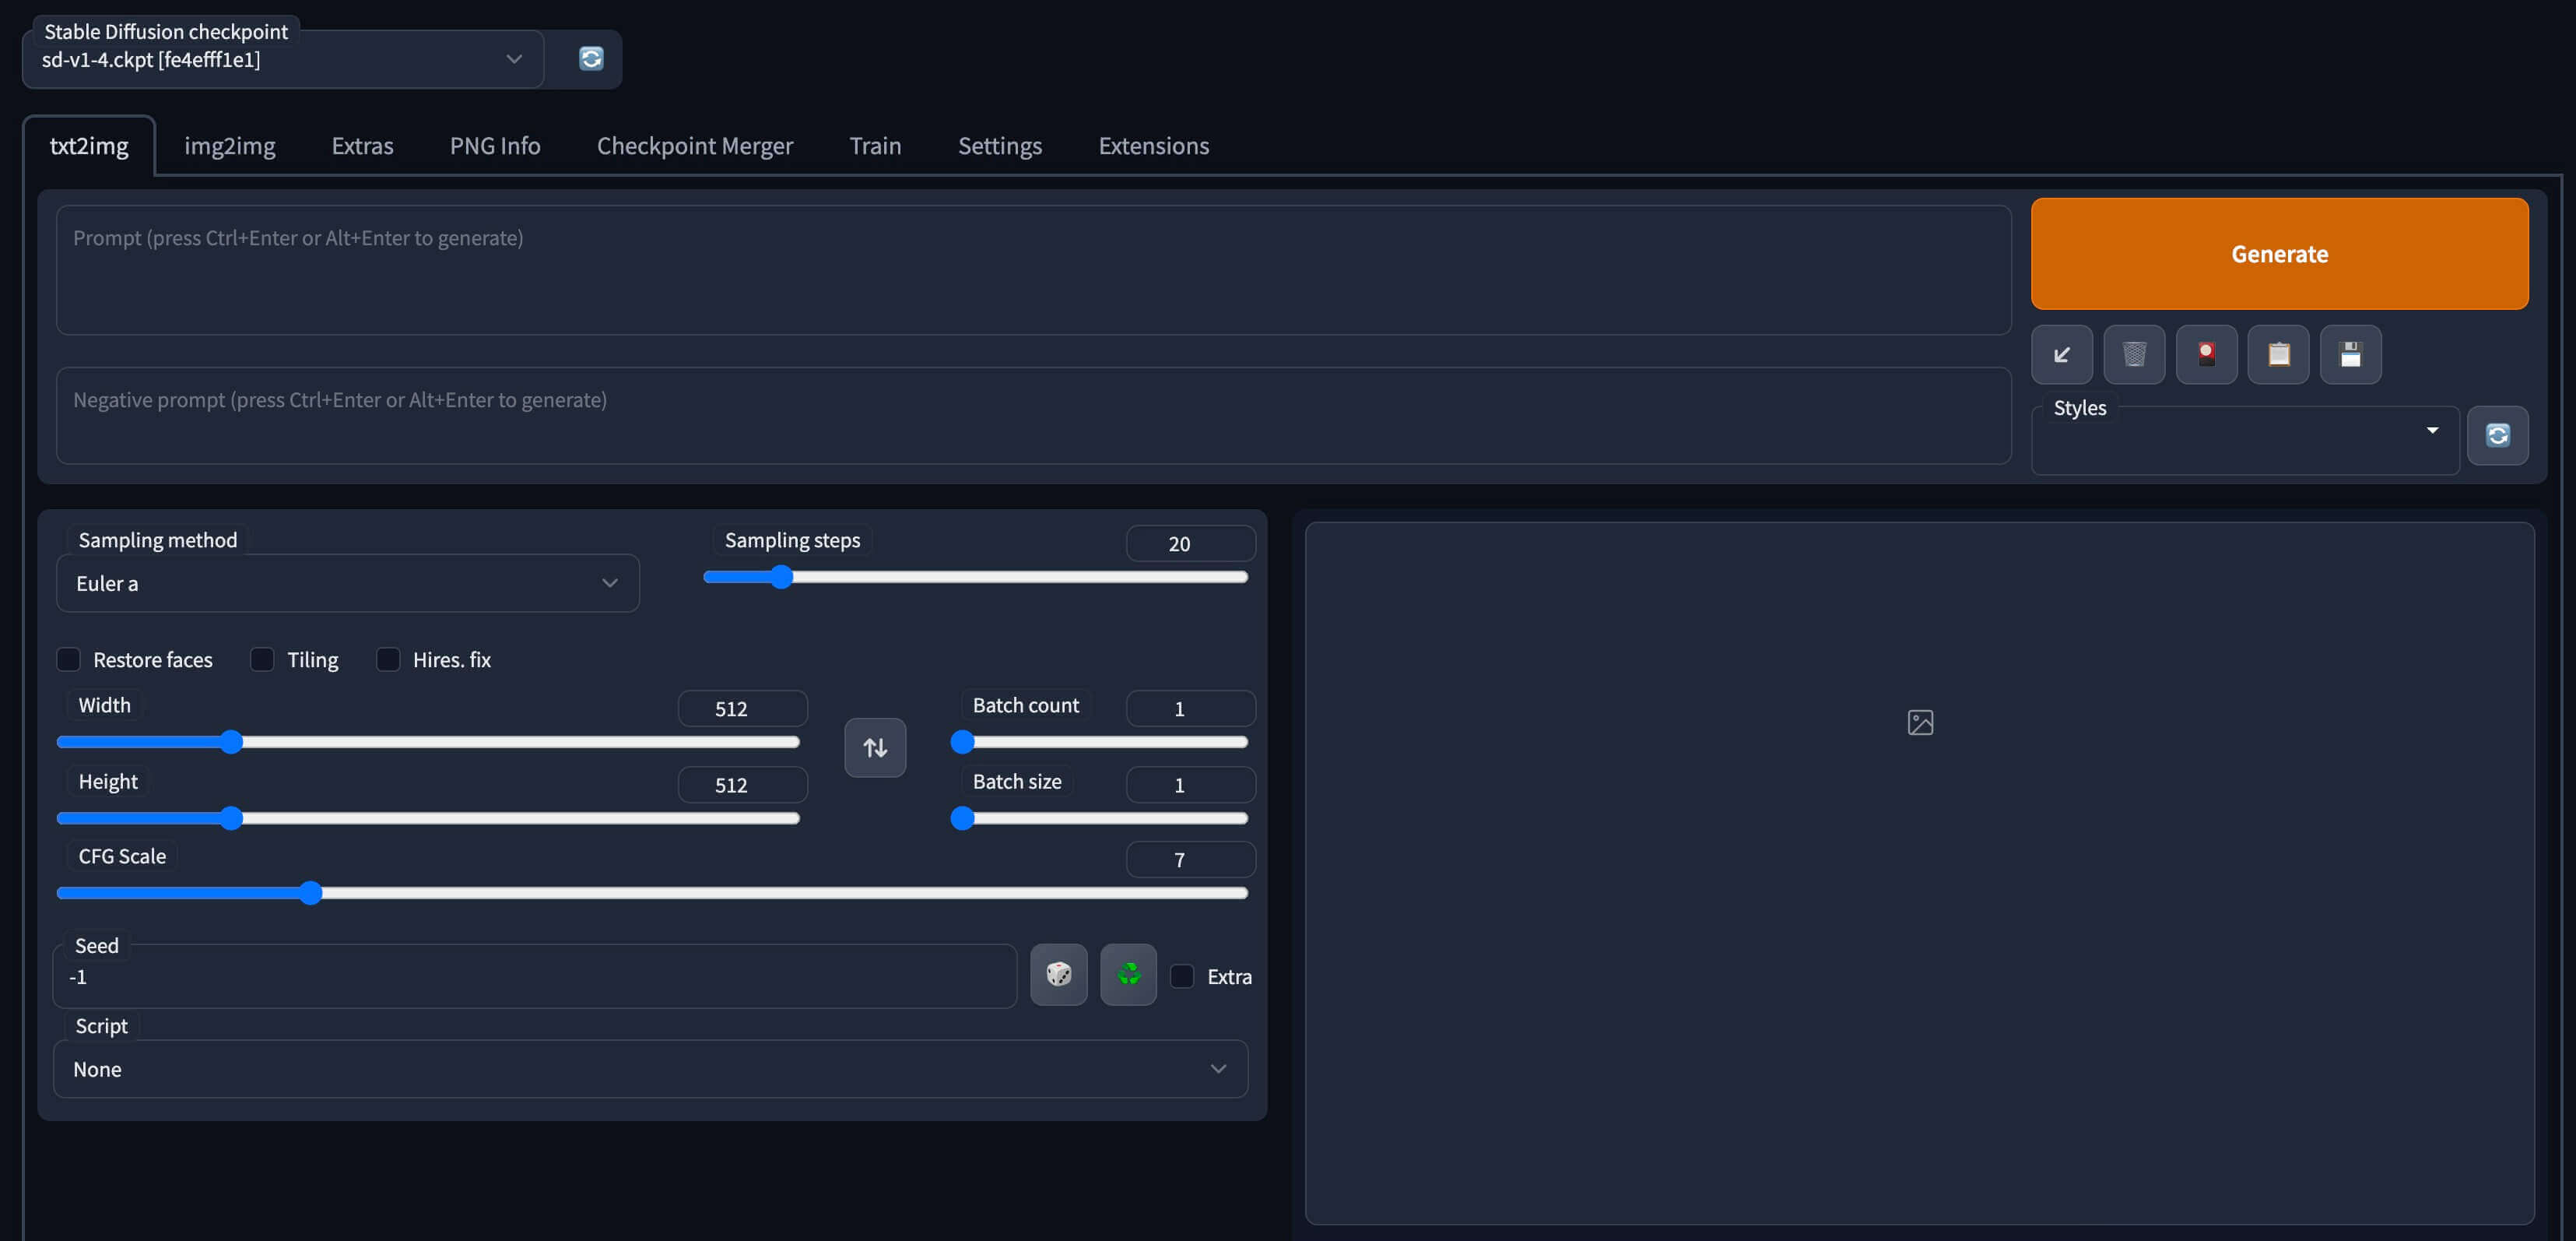 Stable Diffusion checkpoint
sd-v1-4.ckpt [fe4efff1e1]
txt2img
img2img
Extras
PNG Info
Checkpoint Merger
Train
Settings
Extensions
Prompt (press Ctrl+Enter or Alt+Enter to generate)
Generate
Negative prompt (press Ctrl+Enter or Alt+Enter to generate)
Styles
Sampling method
Euler a
Sampling steps
20
Restore faces
Tiling
Hires. fix
Width
512
Batch count
1
Height
512
Batch size
1
CFG Scale
7
Seed
-1
Extra
Script
None